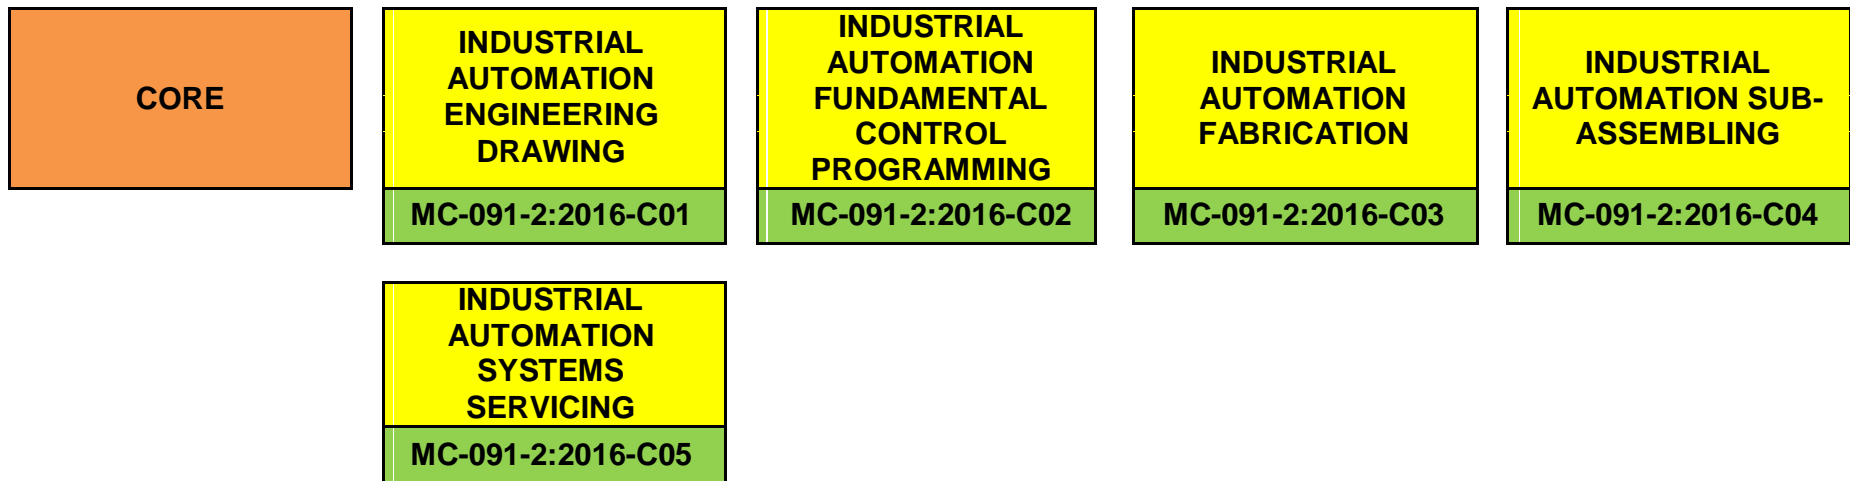 CORE
INDUSTRIAL
AUTOMATION
ENGINEERING
DRAWING
MC-091-2:2016-C01
INDUSTRIAL
AUTOMATION
FUNDAMENTAL
CONTROL
PROGRAMMING
MC-091-2:2016-C02
INDUSTRIAL
AUTOMATION
FABRICATION
MC-091-2:2016-C03
INDUSTRIAL
AUTOMATION SUB-
ASSEMBLING
MC-091-2:2016-C04
INDUSTRIAL
AUTOMATION
SYSTEMS
SERVICING
MC-091-2:2016-C05